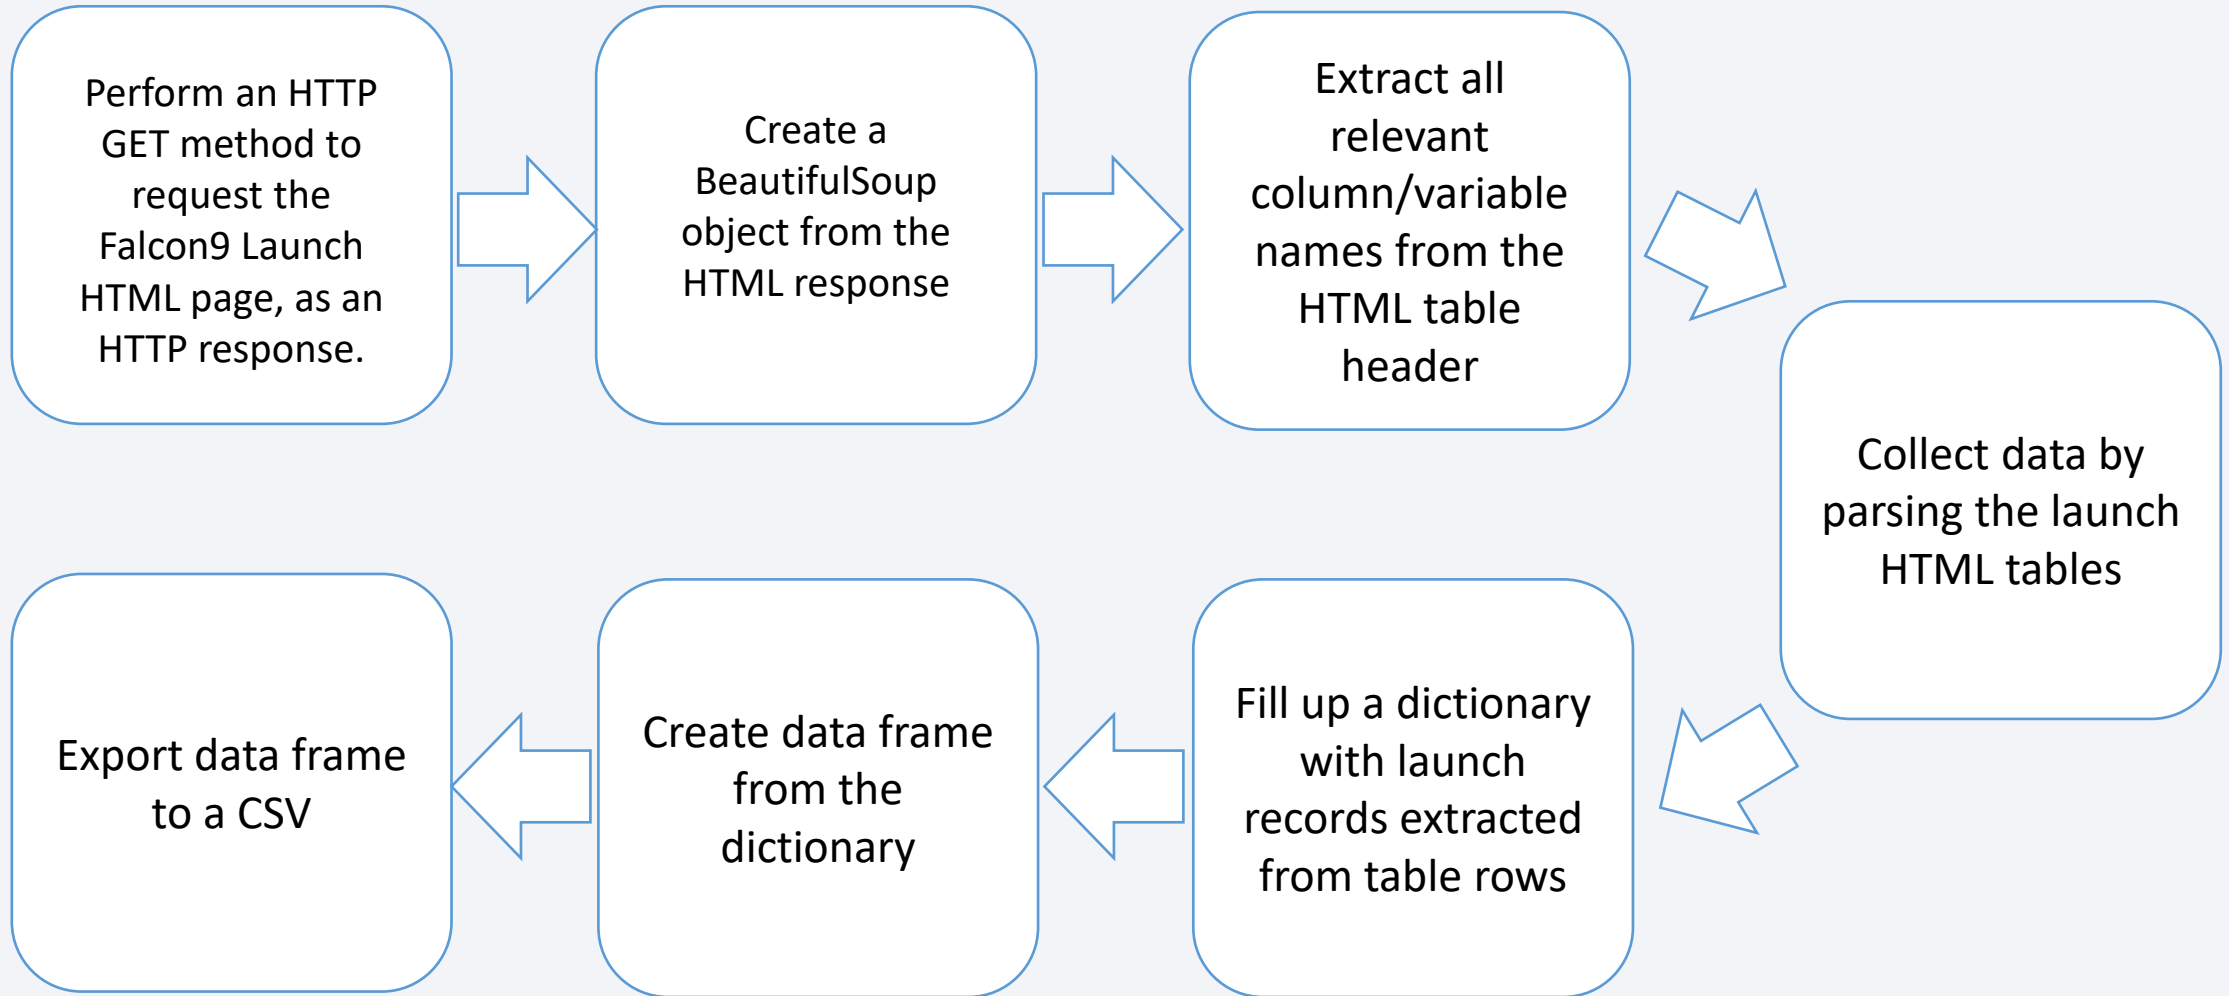 Perform an HTTP
GET method to
request the
Falcon9 Launch
HTML page, as an
HTTP response.
Create a
BeautifulSoup
object from the
HTML response
Extract all
relevant
column/variable
names from the
HTML table
header
Collect data by
parsing the launch
HTML tables
Fill up a dictionary
with launch
records extracted
from table rows
Create data frame
from the
dictionary
Export data frame
to a CSV